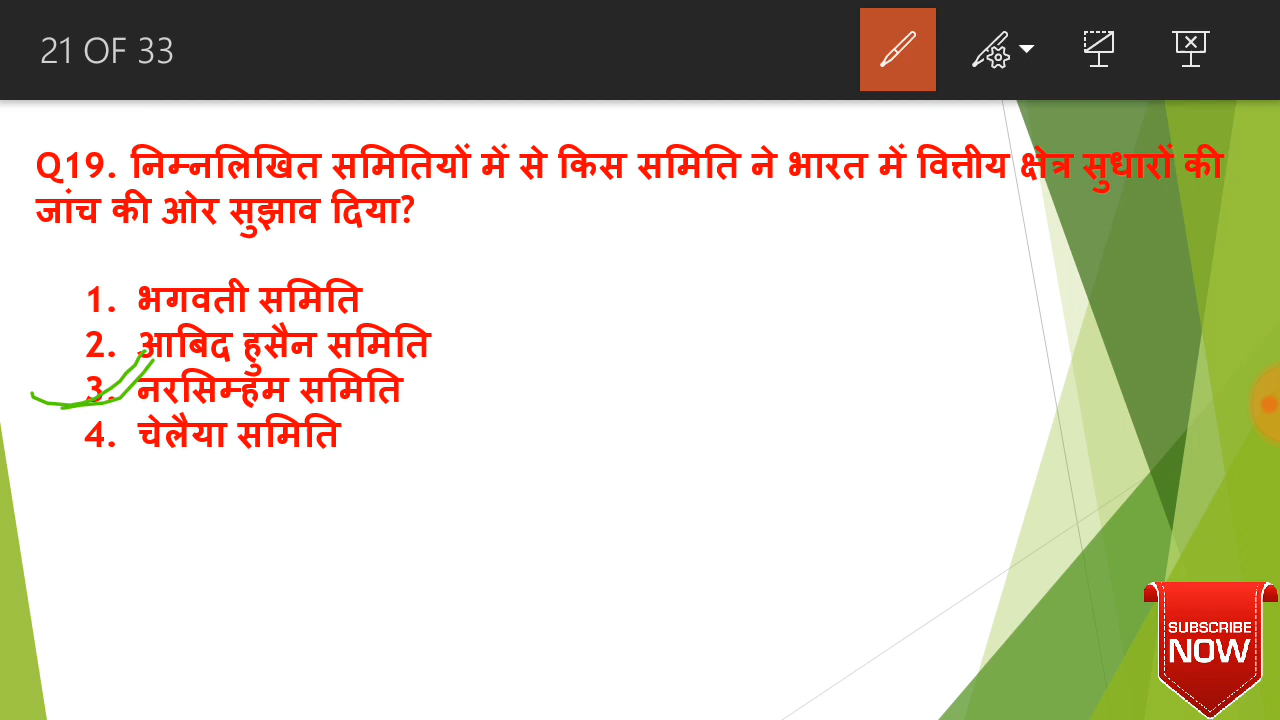 21 OF 33
Q19. निम्नलिखित समितियों में से किस समिति ने भारत में वित्तीय क्षेत्र सुधारों की
जांच की ओर सुझाव दिया?
1. भगवती समिति
2. आबिद हुसैन समिति
3. नरसिम्हम समिति
4. चेलैया समिति
SUBSCRIBE
NOW